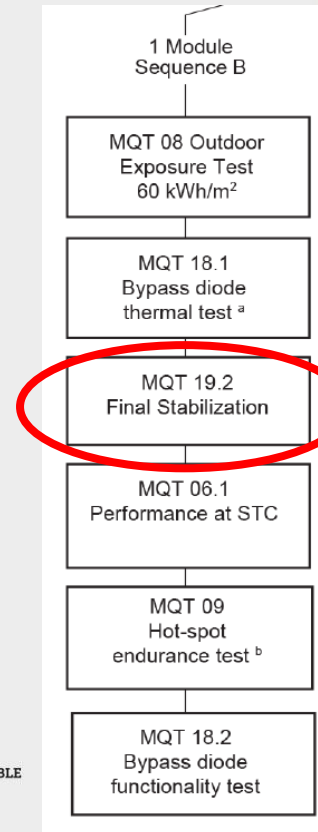 1 Module
Sequence B
MQT 08 Outdoor
Exposure Test
60 kWh/m²
MQT 18.1
Bypass diode
thermal test ᵃ
MQT 19.2
Final Stabilization
MQT 06.1
Performance at STC
MQT 09
Hot-spot
endurance test ᵇ
MQT 18.2
Bypass diode
functionality test